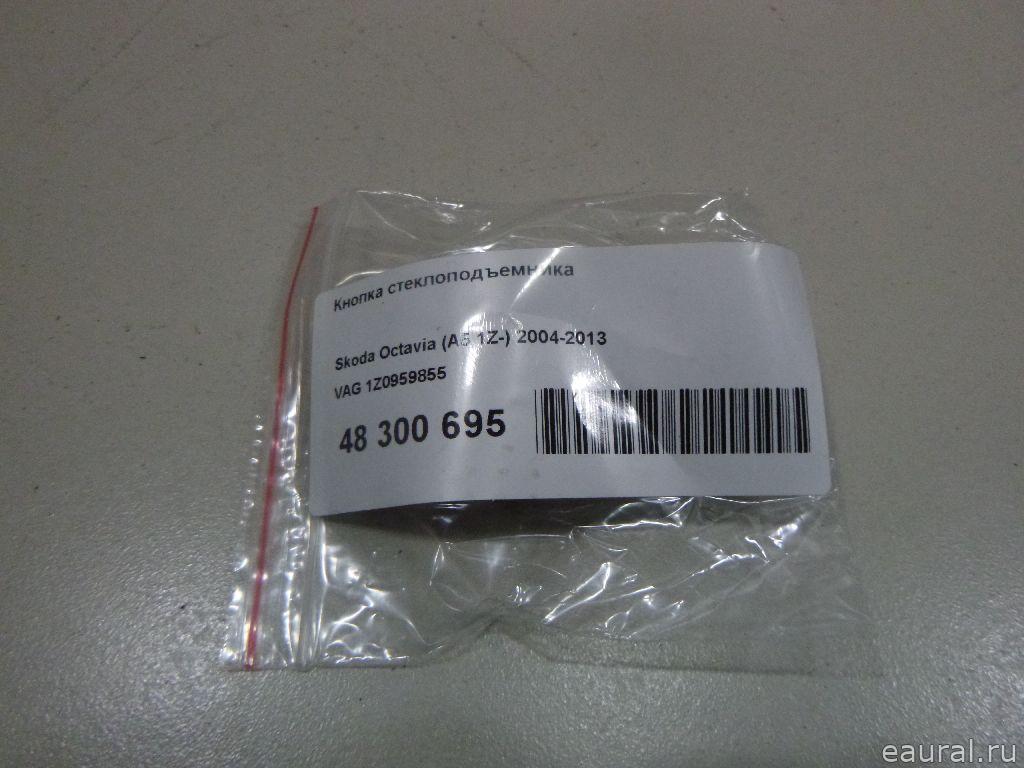 Кнопка стеклоподъемника
Skoda Octavia (A5 1Z-) 2004-2013
VAG 1Z0959855
48 300 695
eaural.ru